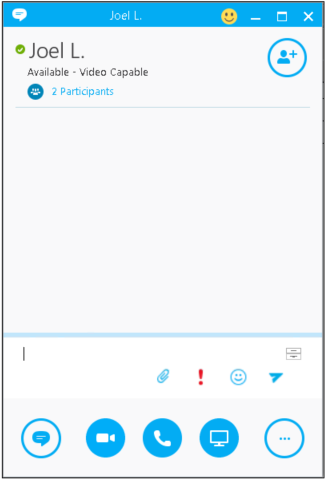 Joel L.
Joel L.
Available - Video Capable
2 Participants